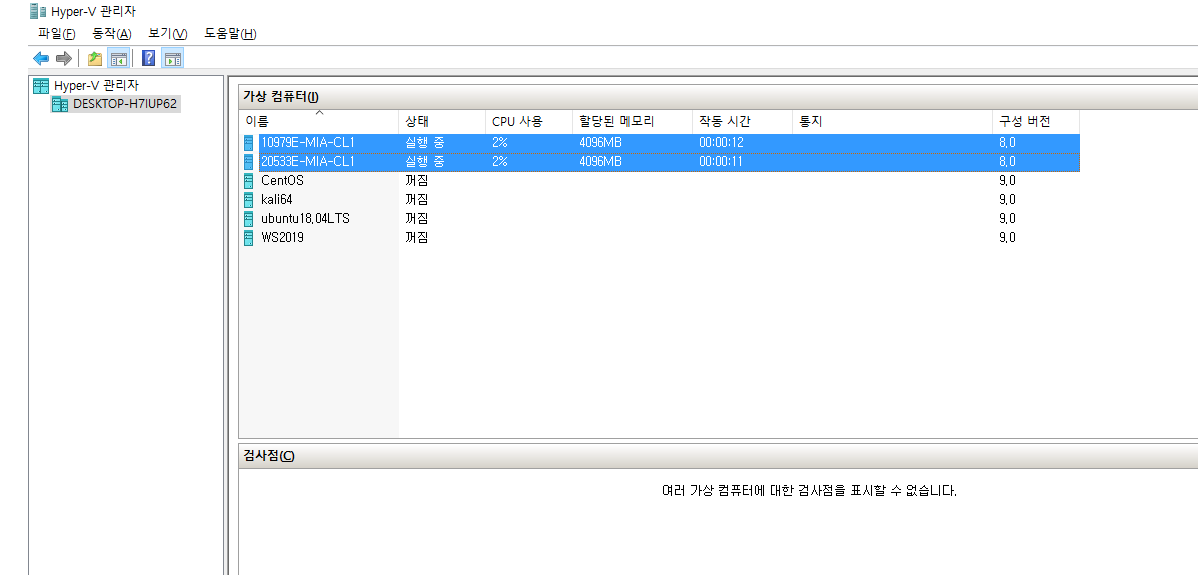 Hyper-V 관리자
파일(F) 동작(A) 보기(V) 도움말(H)
Hyper-V 관리자
DESKTOP-H7IUP62
가상 컴퓨터(I)
이름 상태 CPU 사용 할당된 메모리 작동 시간 통지 구성 버전
10979E-MIA-CL1 실행 중 2% 4096MB 00:00:12 8.0
20533E-MIA-CL1 실행 중 2% 4096MB 00:00:11 8.0
CentOS 꺼짐 9.0
kali64 꺼짐 9.0
ubuntu18.04LTS 꺼짐 9.0
WS2019 꺼짐 9.0
검사점(C)
여러 가상 컴퓨터에 대한 검사점을 표시할 수 없습니다.